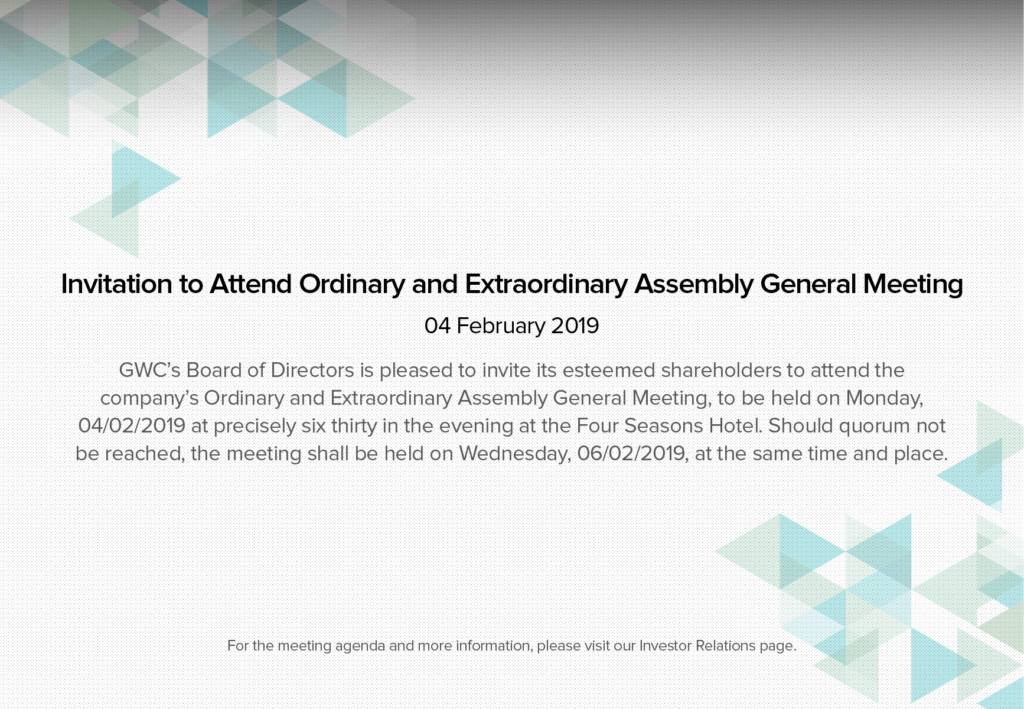 Invitation to Attend Ordinary and Extraordinary Assembly General Meeting
04 February 2019
GWC's Board of Directors is pleased to invite its esteemed shareholders to attend the
company's Ordinary and Extraordinary Assembly General Meeting, to be held on Monday,
04/02/2019 at precisely six thirty in the evening at the Four Seasons Hotel. Should quorum not
be reached, the meeting shall be held on Wednesday, 06/02/2019, at the same time and place.
For the meeting agenda and more information, please visit our Investor Relations page.